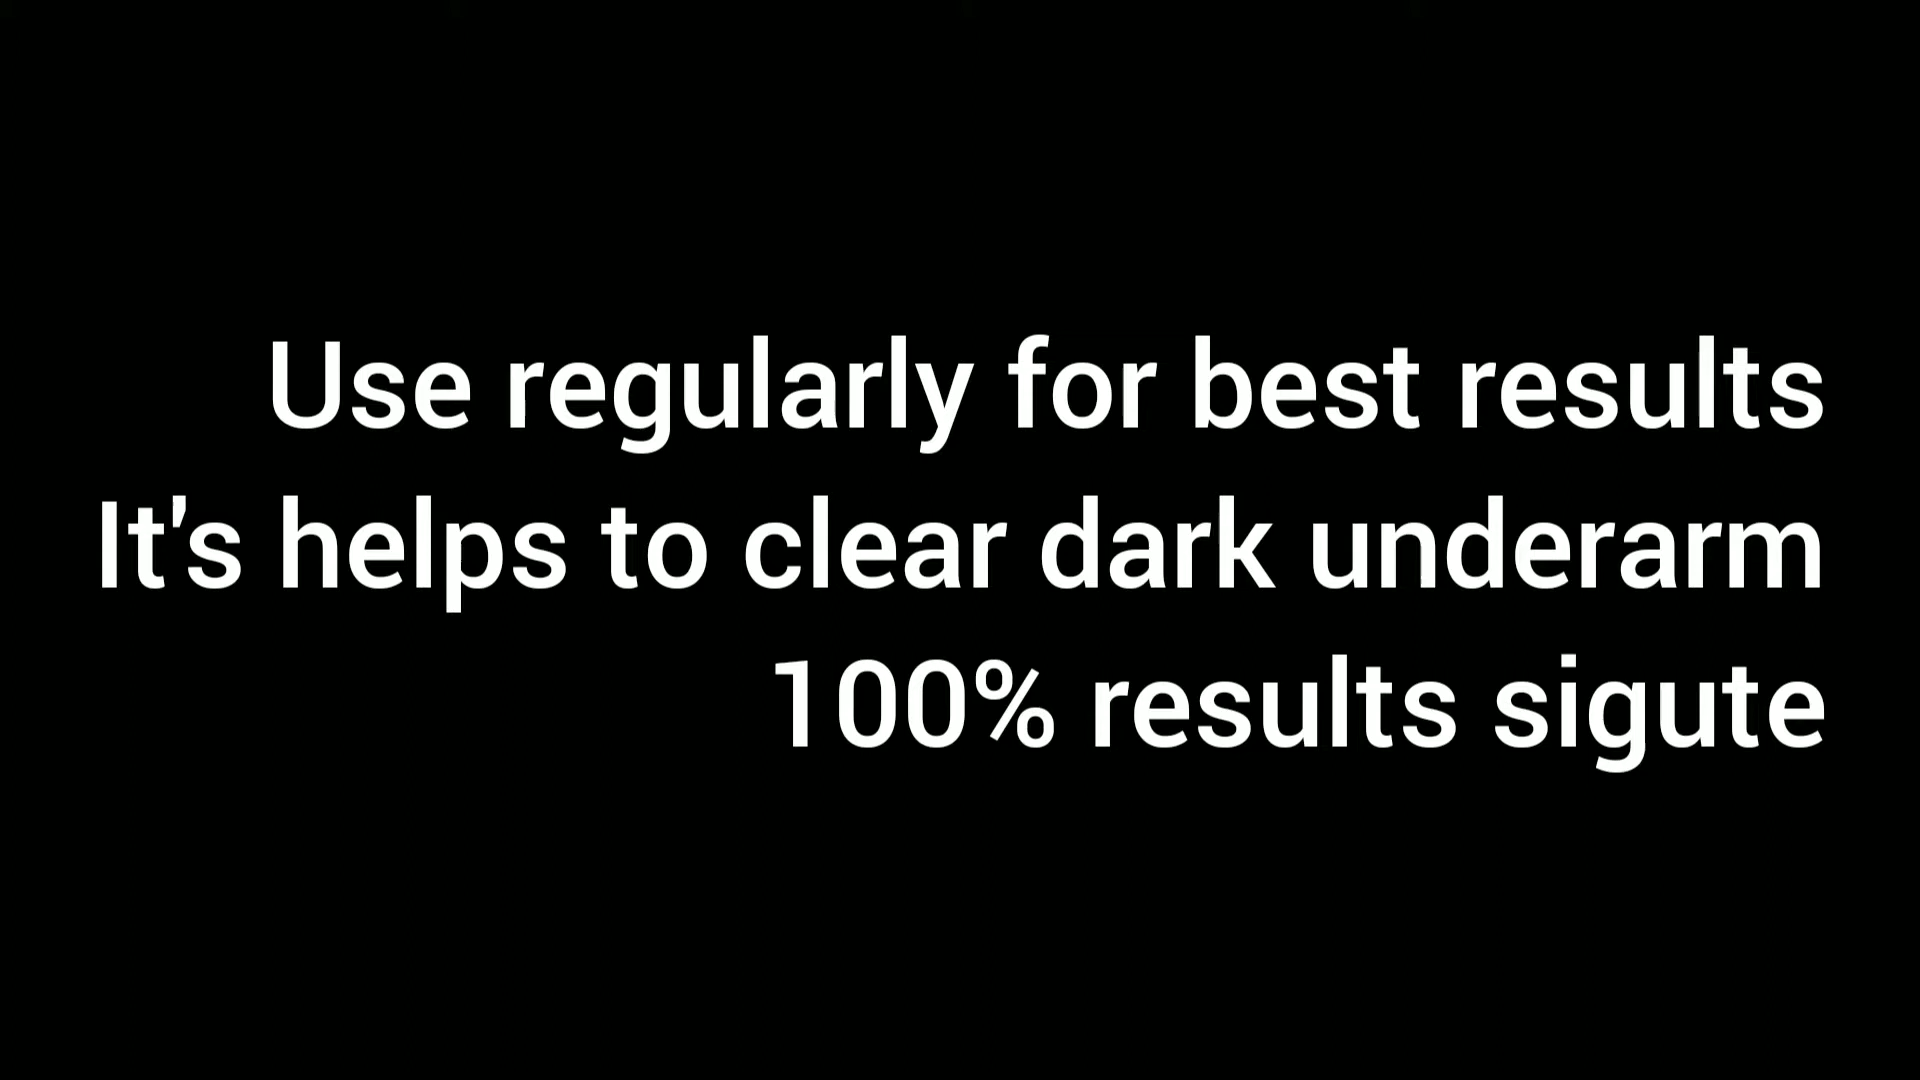 Use regularly for best results
It's helps to clear dark underarm
100% results sigute